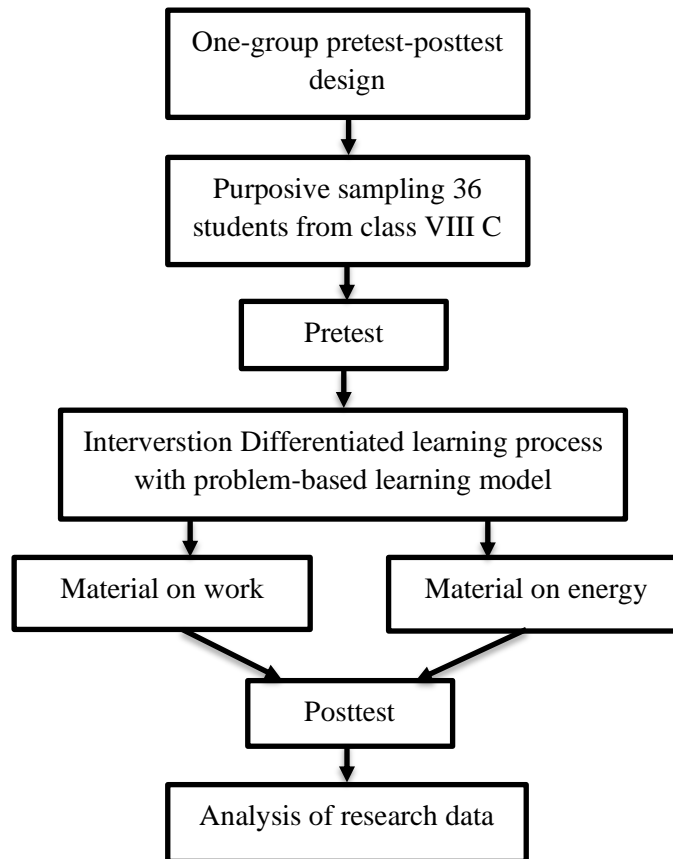 One-group pretest-posttest
design
Purposive sampling 36
students from class VIII C
Pretest
Interverstion Differentiated learning process
with problem-based learning model
Material on work
Material on energy
Posttest
Analysis of research data